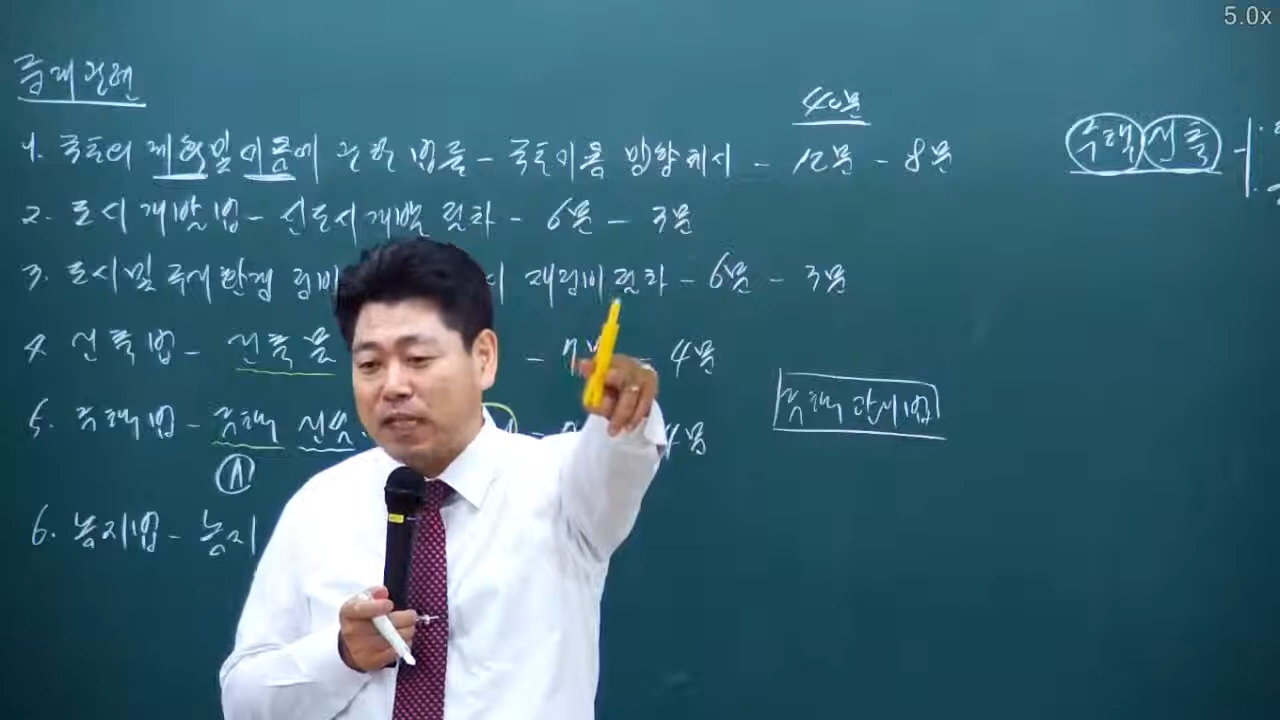 5.0x
출제관련
40문
1. 국토의 계획및이용에 관한 법률 - 국토이용 방향제시 - 12문 - 8문
주택 건축
2. 도시개발법 - 신도시개발 절차 - 6문 - 3문
3. 도시및주거환경 정비 재정비절차 - 6문 - 3문
4 건축법 - 건축물 - 4문
5. 주택법 - 주택 건설. - 4문
주택관계법
A
6. 농지법 - 농지